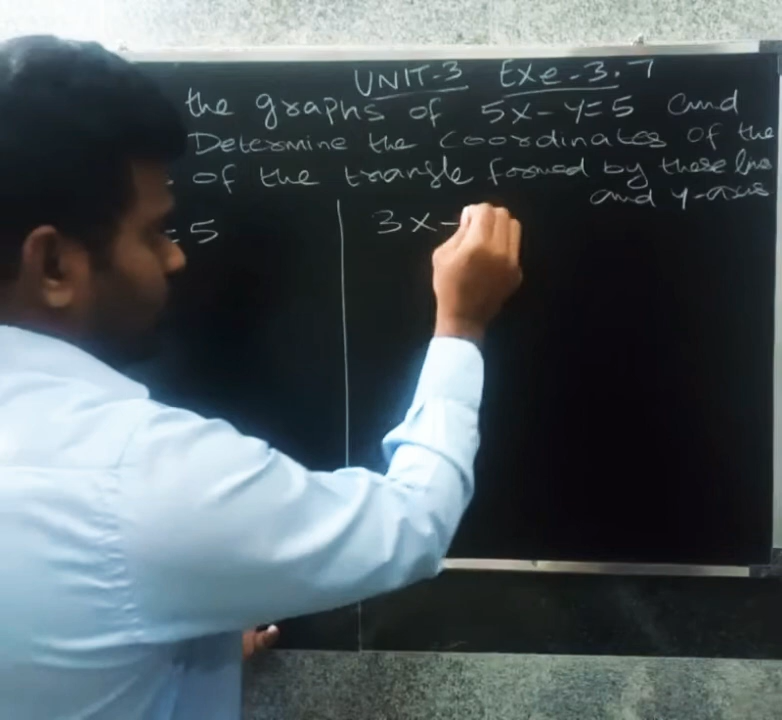 UNIT-3 Exe-3.7
the graphs of 5x-y=5 and
Determine the coordinates of the
of the triangle formed by these line
and y-axis
=5
3x-